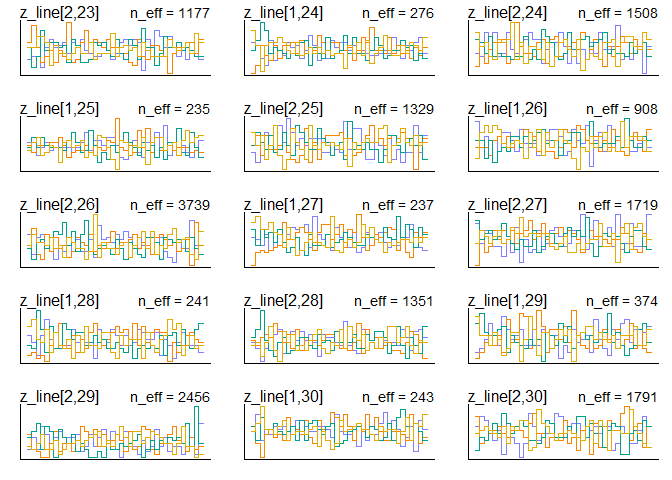 z_line[2,23] n_eff = 1177 z_line[1,24] n_eff = 276 z_line[2,24] n_eff = 1508
z_line[1,25] n_eff = 235 z_line[2,25] n_eff = 1329 z_line[1,26] n_eff = 908
z_line[2,26] n_eff = 3739 z_line[1,27] n_eff = 237 z_line[2,27] n_eff = 1719
z_line[1,28] n_eff = 241 z_line[2,28] n_eff = 1351 z_line[1,29] n_eff = 374
z_line[2,29] n_eff = 2456 z_line[1,30] n_eff = 243 z_line[2,30] n_eff = 1791